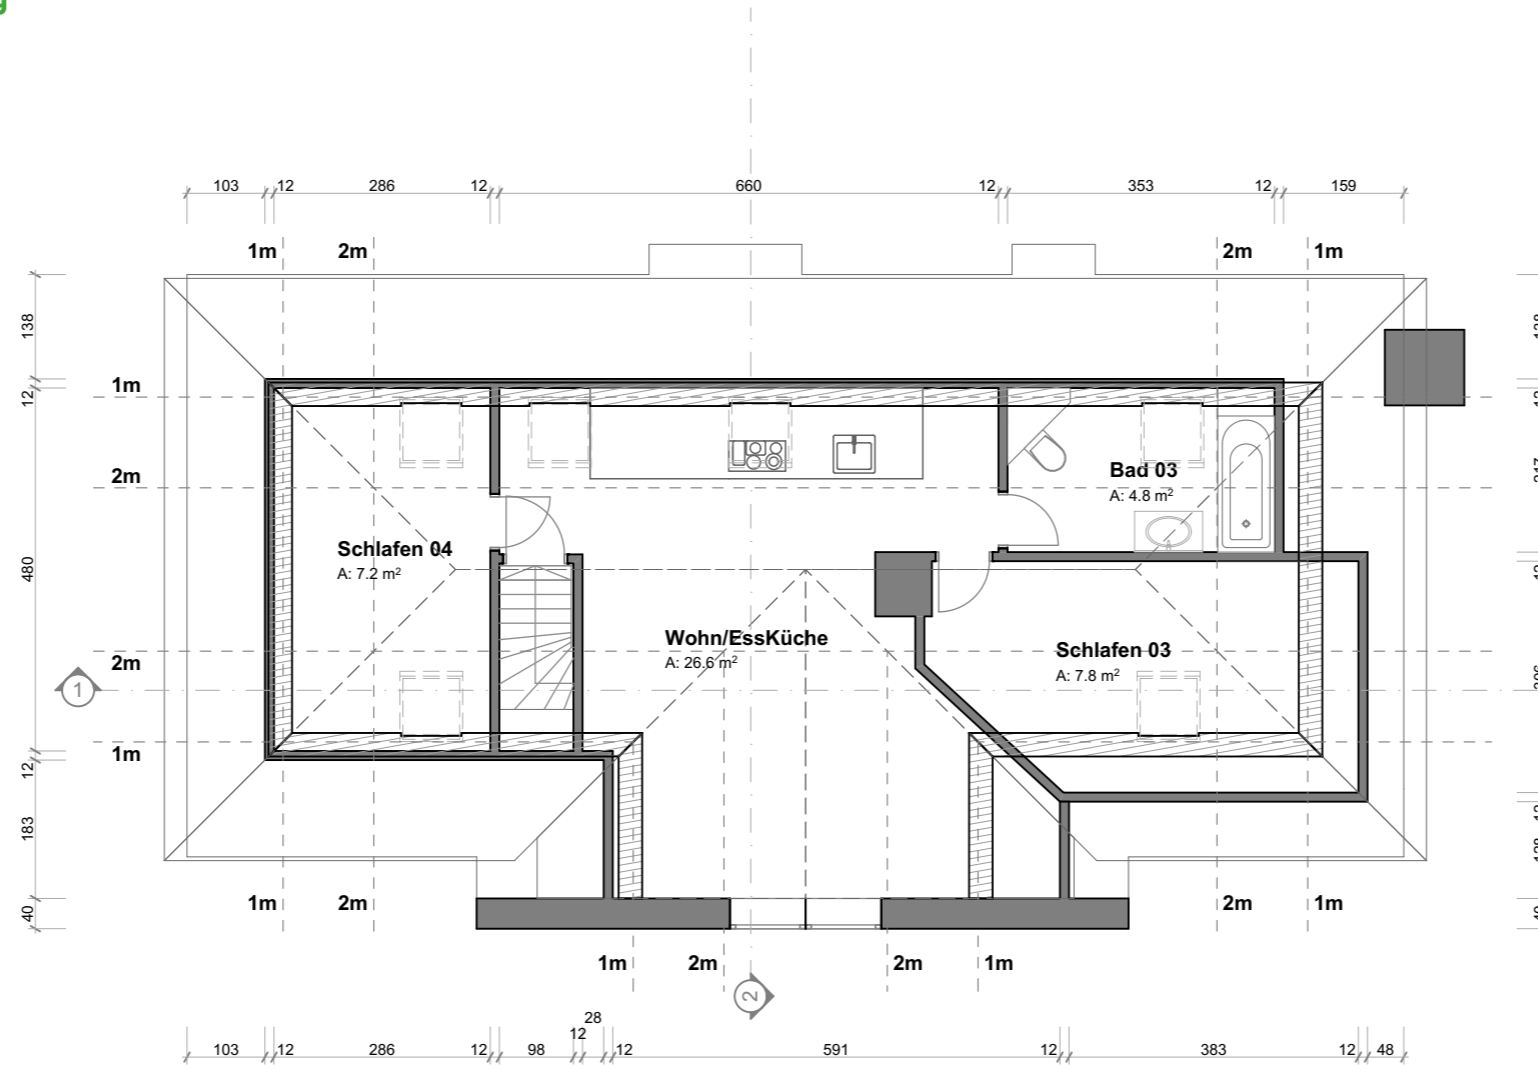 g
103 12 286 12 660 12 353 12 159
1m 2m 2m 1m
138
1m
12
2m
Bad 03
A: 4.8 m²
Schlafen 04
A: 7.2 m²
480
Wohn/EssKüche
A: 26.6 m²
Schlafen 03
A: 7.8 m²
2m
1
1m
12
183
1m 2m 2m 1m
40
1m 2m 2m 1m
2
28
12
103 12 286 12 98 12 591 12 383 12 48